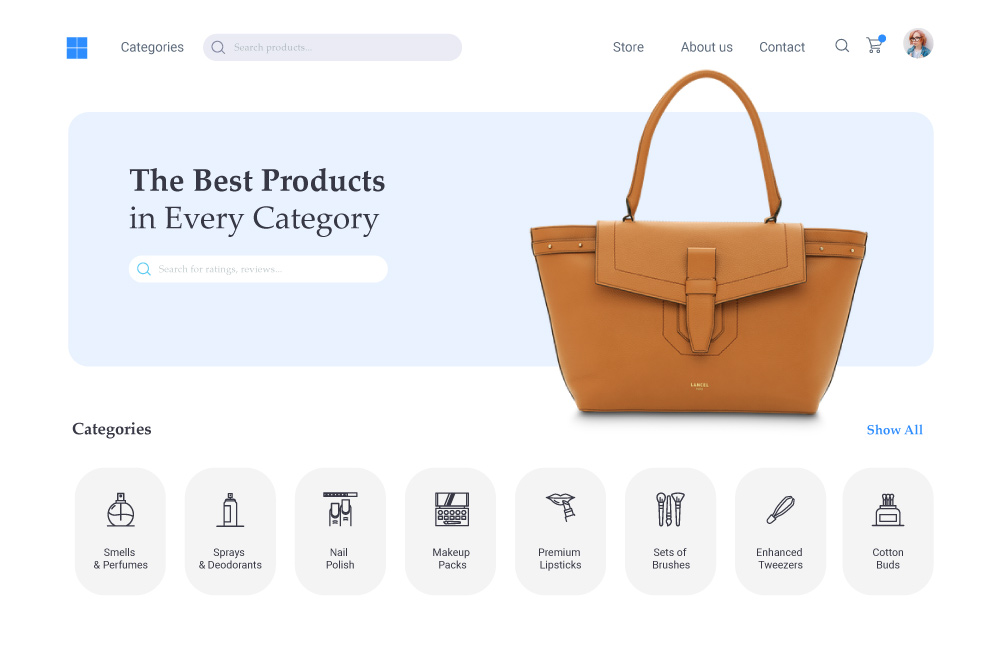 Categories
Search products...
Store
About us
Contact
The Best Products
in Every Category
Search for ratings, reviews...
LANCEL
Categories
Show All
Smells
& Perfumes
Sprays
& Deodorants
Nail
Polish
Makeup
Packs
Premium
Lipsticks
Sets of
Brushes
Enhanced
Tweezers
Cotton
Buds